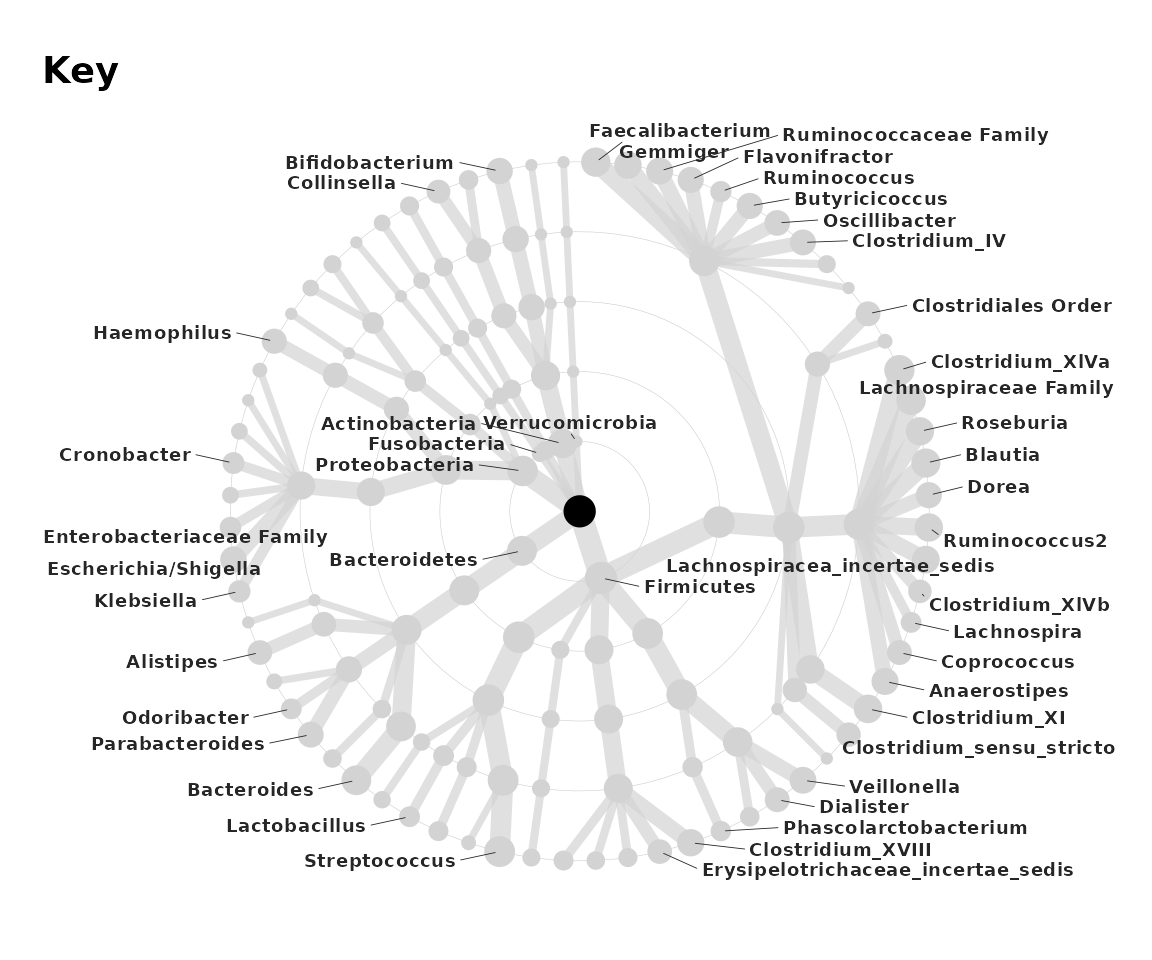 Key
Faecalibacterium
Ruminococcaceae Family
Gemmiger
Flavonifractor
Bifidobacterium
Collinsella
Ruminococcus
Butyricicoccus
Oscillibacter
Clostridium_IV
Clostridiales Order
Haemophilus
Clostridium_XlVa
Lachnospiraceae Family
Actinobacteria
Verrucomicrobia
Roseburia
Fusobacteria
Cronobacter
Blautia
Proteobacteria
Dorea
Enterobacteriaceae Family
Ruminococcus2
Bacteroidetes
Escherichia/Shigella
Lachnospiracea_incertae_sedis
Firmicutes
Klebsiella
Clostridium_XlVb
Lachnospira
Alistipes
Coprococcus
Anaerostipes
Odoribacter
Clostridium_XI
Parabacteroides
Clostridium_sensu_stricto
Bacteroides
Veillonella
Dialister
Lactobacillus
Phascolarctobacterium
Clostridium_XVIII
Streptococcus
Erysipelotrichaceae_incertae_sedis